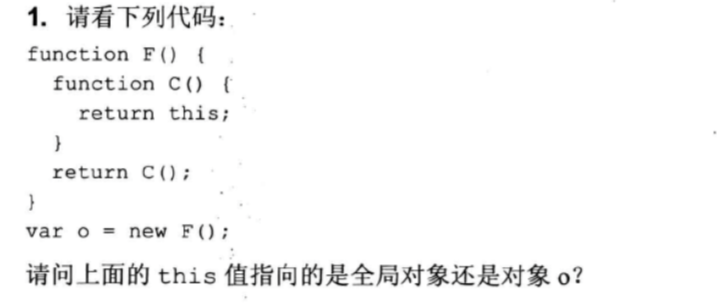 1. 请看下列代码：
function F() {
  function C() {
    return this;
  }
  return C();
}
var o = new F();
请问上面的 this 值指向的是全局对象还是对象 o？